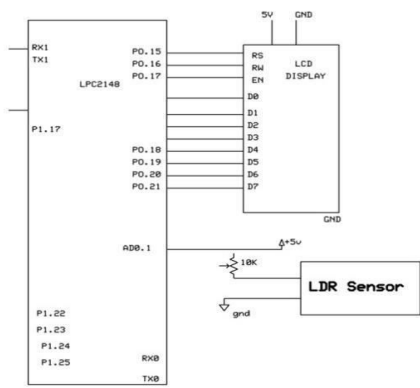 5V GND
RX1
TX1
LPC2148
P0.15
P0.16
P0.17
RS
RW
EN
LCD
DISPLAY
D0
D1
D2
D3
D4
D5
D6
D7
P1.17
P0.18
P0.19
P0.20
P0.21
GND
AD0.1
+5v
10K
LDR Sensor
gnd
P1.22
P1.23
P1.24
P1.25
RX0
TX0